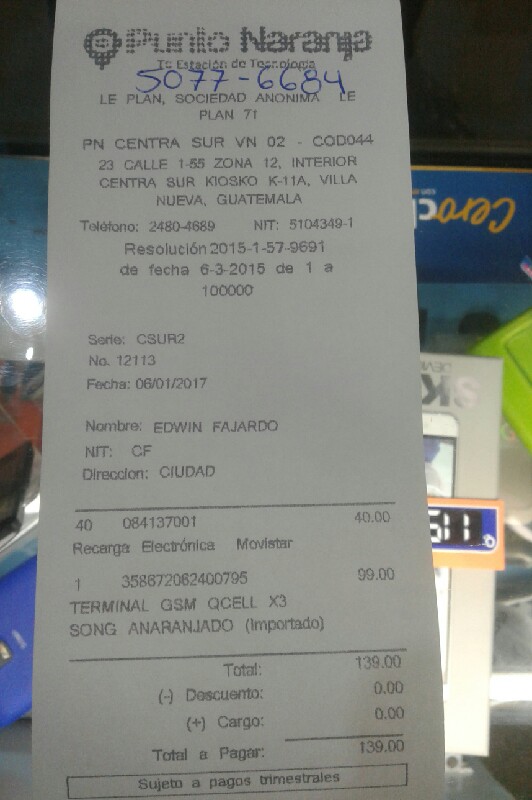 Punto Naranja
Tu Estación de Tecnología
5077-6684
LE PLAN, SOCIEDAD ANONIMA LE
PLAN 71
PN CENTRA SUR VN 02 - COD044
23 CALLE 1-55 ZONA 12, INTERIOR
CENTRA SUR KIOSKO K-11A, VILLA
NUEVA, GUATEMALA
Teléfono: 2480-4689 NIT: 5104349-1
Resolución 2015-1-57-9691
de fecha 6-3-2015 de 1 a
100000
Serie: CSUR2
No. 12113
Fecha: 06/01/2017
Nombre: EDWIN FAJARDO
NIT: CF
Direccion: CIUDAD
40 084137001 40.00
Recarga Electrónica Movistar
1 358672062400795 99.00
TERMINAL GSM QCELL X3
SONG ANARANJADO (Importado)
Total: 139.00
(-) Descuento: 0.00
(+) Cargo: 0.00
Total a Pagar: 139.00
Sujeto a pagos trimestrales